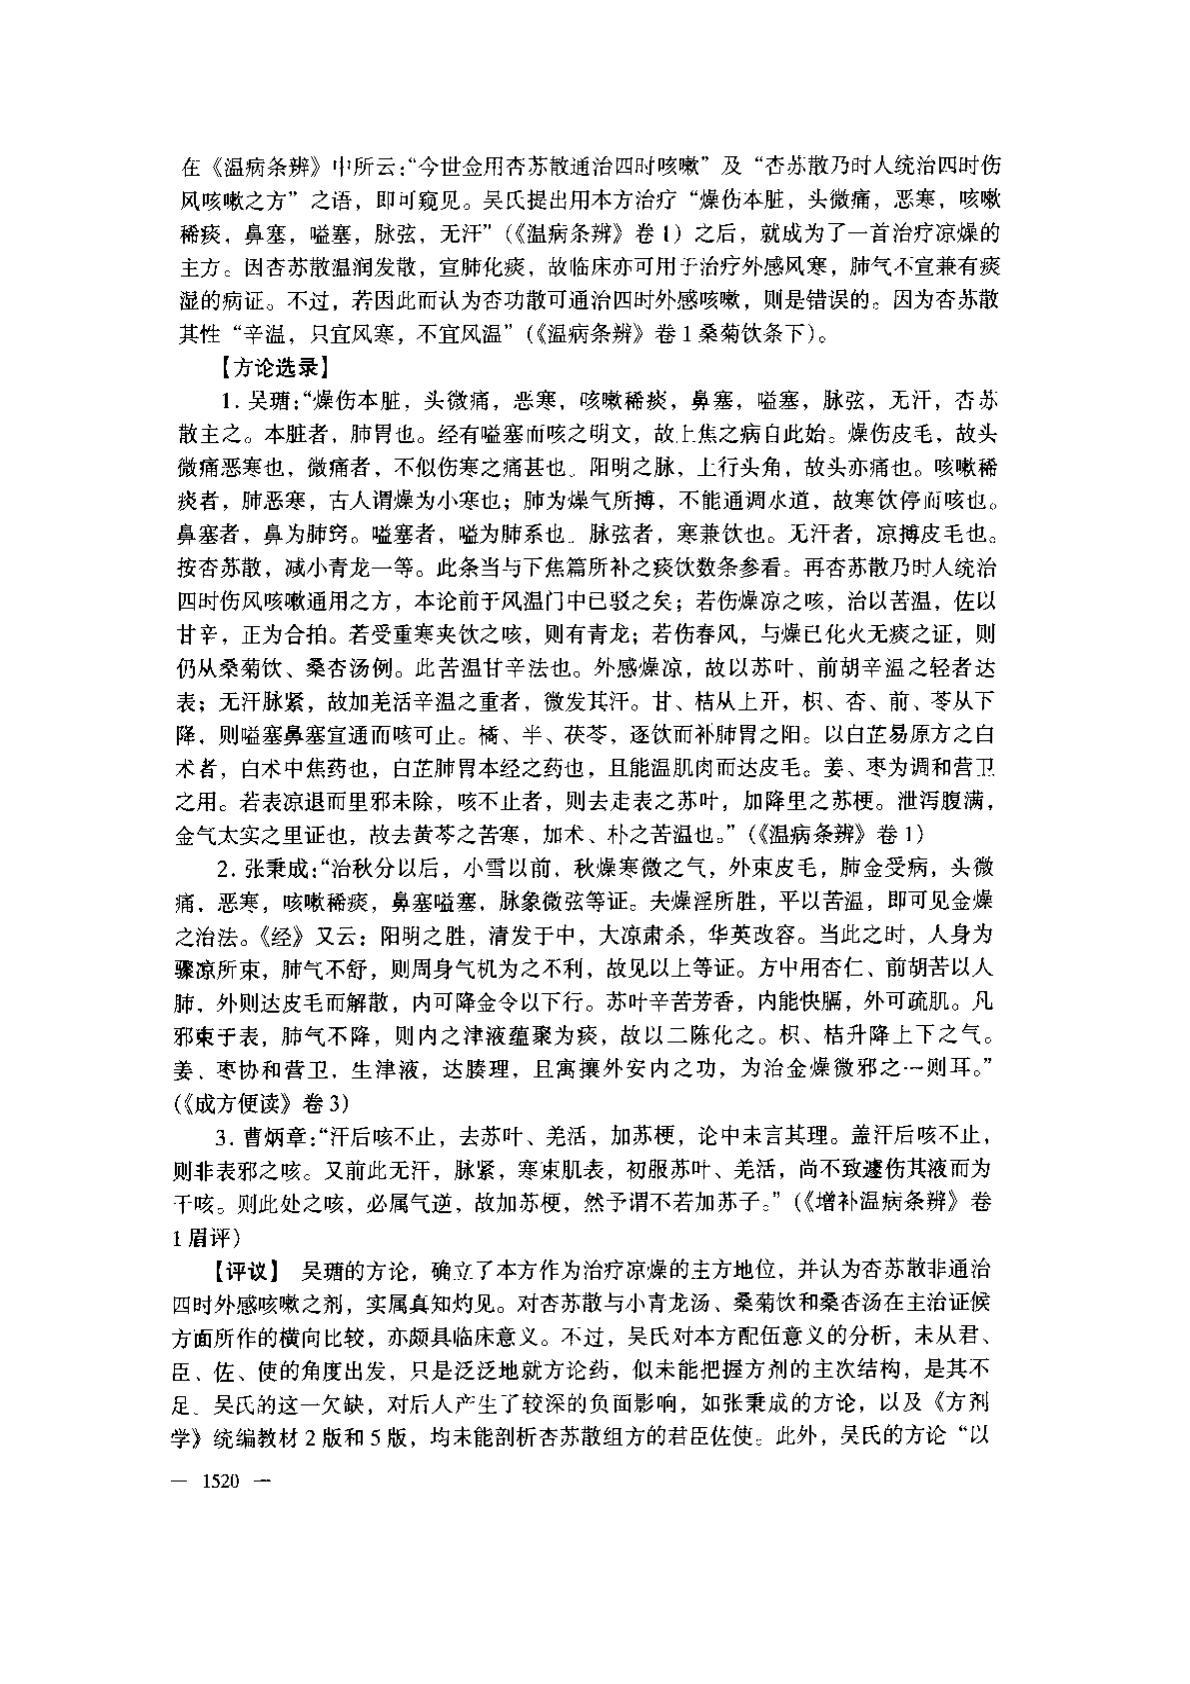 在《温病条辨》中所云：“今世佥用杏苏散通治四时咳嗽”及“杏苏散乃时人统治四时伤
风咳嗽之方”之语，即可窥见。吴氏提出用本方治疗“燥伤本脏，头微痛，恶寒，咳嗽
稀痰，鼻塞，嗌塞，脉弦，无汗”（《温病条辨》卷1）之后，就成为了一首治疗凉燥的
主方。因杏苏散温润发散，宣肺化痰，故临床亦可用于治疗外感风寒，肺气不宣兼有痰
湿的病证。不过，若因此而认为杏功散可通治四时外感咳嗽，则是错误的。因为杏苏散
其性“辛温，只宜风寒，不宜风温”（《温病条辨》卷1桑菊饮条下）。
【方论选录】
1. 吴瑭：“燥伤本脏，头微痛，恶寒，咳嗽稀痰，鼻塞，嗌塞，脉弦，无汗，杏苏
散主之。本脏者，肺胃也。经有嗌塞而咳之明文，故上焦之病自此始。燥伤皮毛，故头
微痛恶寒也，微痛者，不似伤寒之痛甚也。阳明之脉，上行头角，故头亦痛也。咳嗽稀
痰者，肺恶寒，古人谓燥为小寒也；肺为燥气所搏，不能通调水道，故寒饮停而咳也。
鼻塞者，鼻为肺窍。嗌塞者，嗌为肺系也。脉弦者，寒兼饮也。无汗者，凉搏皮毛也。
按杏苏散，减小青龙一等。此条当与下焦篇所补之痰饮数条参看。再杏苏散乃时人统治
四时伤风咳嗽通用之方，本论前于风温门中已驳之矣；若伤燥凉之咳，治以苦温，佐以
甘辛，正为合拍。若受重寒夹饮之咳，则有青龙；若伤春风，与燥已化火无痰之证，则
仍从桑菊饮、桑杏汤例。此苦温甘辛法也。外感燥凉，故以苏叶、前胡辛温之轻者达
表；无汗脉紧，故加羌活辛温之重者，微发其汗。甘、桔从上开，枳、杏、前、苓从下
降，则嗌塞鼻塞宣通而咳可止。橘、半、茯苓，逐饮而补肺胃之阳。以白芷易原方之白
术者，白术中焦药也，白芷肺胃本经之药也，且能温肌肉而达皮毛。姜、枣为调和营卫
之用。若表凉退而里邪未除，咳不止者，则去走表之苏叶，加降里之苏梗。泄泻腹满，
金气太实之里证也，故去黄芩之苦寒，加术、朴之苦温也。”（《温病条辨》卷1）
2. 张秉成：“治秋分以后，小雪以前，秋燥寒微之气，外束皮毛，肺金受病，头微
痛，恶寒，咳嗽稀痰，鼻塞嗌塞，脉象微弦等证。夫燥淫所胜，平以苦温，即可见金燥
之治法。《经》又云：阳明之胜，清发于中，大凉肃杀，华英改容。当此之时，人身为
骤凉所束，肺气不舒，则周身气机为之不利，故见以上等证。方中用杏仁、前胡苦以人
肺，外则达皮毛而解散，内可降金令以下行。苏叶辛苦芳香，内能快膈，外可疏肌。凡
邪束于表，肺气不降，则内之津液蕴聚为痰，故以二陈化之。枳、桔升降上下之气。
姜、枣协和营卫，生津液，达腠理，且寓攘外安内之功，为治金燥微邪之一则耳。”
（《成方便读》卷3）
3. 曹炳章：“汗后咳不止，去苏叶、羌活，加苏梗，论中未言其理。盖汗后咳不止，
则非表邪之咳。又前此无汗，脉紧，寒束肌表，初服苏叶、羌活，尚不致遽伤其液而为
干咳。则此处之咳，必属气逆，故加苏梗，然予谓不若加苏子。”（《增补温病条辨》卷
1眉评）
【评议】 吴瑭的方论，确立了本方作为治疗凉燥的主方地位，并认为杏苏散非通治
四时外感咳嗽之剂，实属真知灼见。对杏苏散与小青龙汤、桑菊饮和桑杏汤在主治证候
方面所作的横向比较，亦颇具临床意义。不过，吴氏对本方配伍意义的分析，未从君、
臣、佐、使的角度出发，只是泛泛地就方论药，似未能把握方剂的主次结构，是其不
足。吴氏的这一欠缺，对后人产生了较深的负面影响，如张秉成的方论，以及《方剂
学》统编教材2版和5版，均未能剖析杏苏散组方的君臣佐使。此外，吴氏的方论“以
— 1520 —